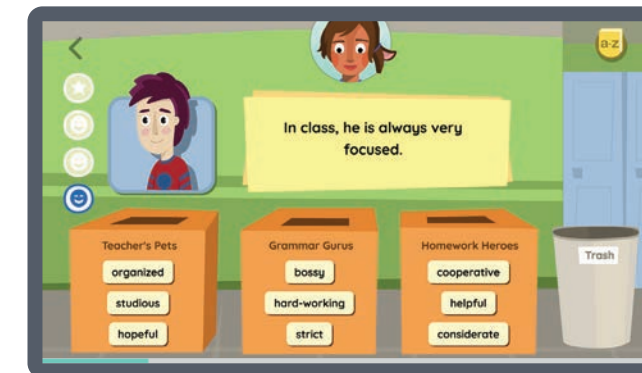 a-z
In class, he is always very
focused.
Teacher's Pets
organized
studious
hopeful
Grammar Gurus
bossy
hard-working
strict
Homework Heroes
cooperative
helpful
considerate
Trash